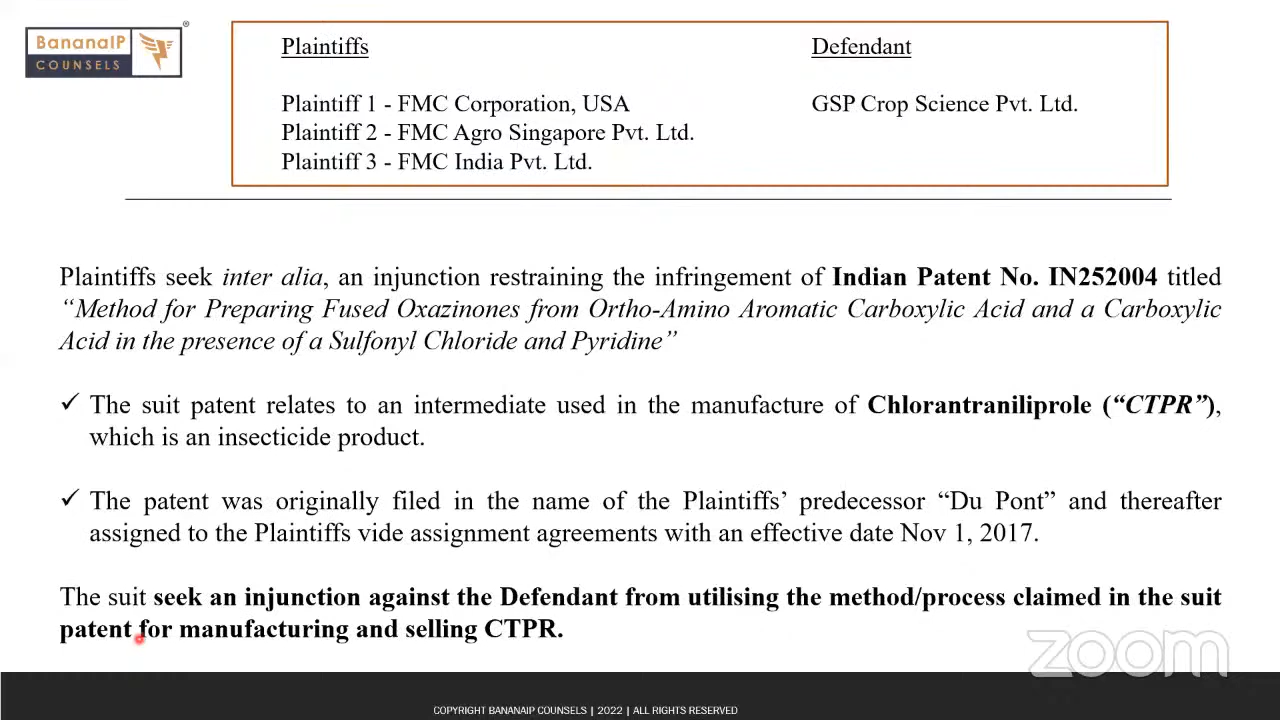 BananaIP
COUNSELS
®
Plaintiffs
Defendant
Plaintiff 1 - FMC Corporation, USA
GSP Crop Science Pvt. Ltd.
Plaintiff 2 - FMC Agro Singapore Pvt. Ltd.
Plaintiff 3 - FMC India Pvt. Ltd.
Plaintiffs seek inter alia, an injunction restraining the infringement of Indian Patent No. IN252004 titled
“Method for Preparing Fused Oxazinones from Ortho-Amino Aromatic Carboxylic Acid and a Carboxylic
Acid in the presence of a Sulfonyl Chloride and Pyridine”
✓ The suit patent relates to an intermediate used in the manufacture of Chlorantraniliprole (“CTPR”),
which is an insecticide product.
✓ The patent was originally filed in the name of the Plaintiffs’ predecessor “Du Pont” and thereafter
assigned to the Plaintiffs vide assignment agreements with an effective date Nov 1, 2017.
The suit seek an injunction against the Defendant from utilising the method/process claimed in the suit
patent for manufacturing and selling CTPR.
zoom
COPYRIGHT BANANAIP COUNSELS | 2022 | ALL RIGHTS RESERVED